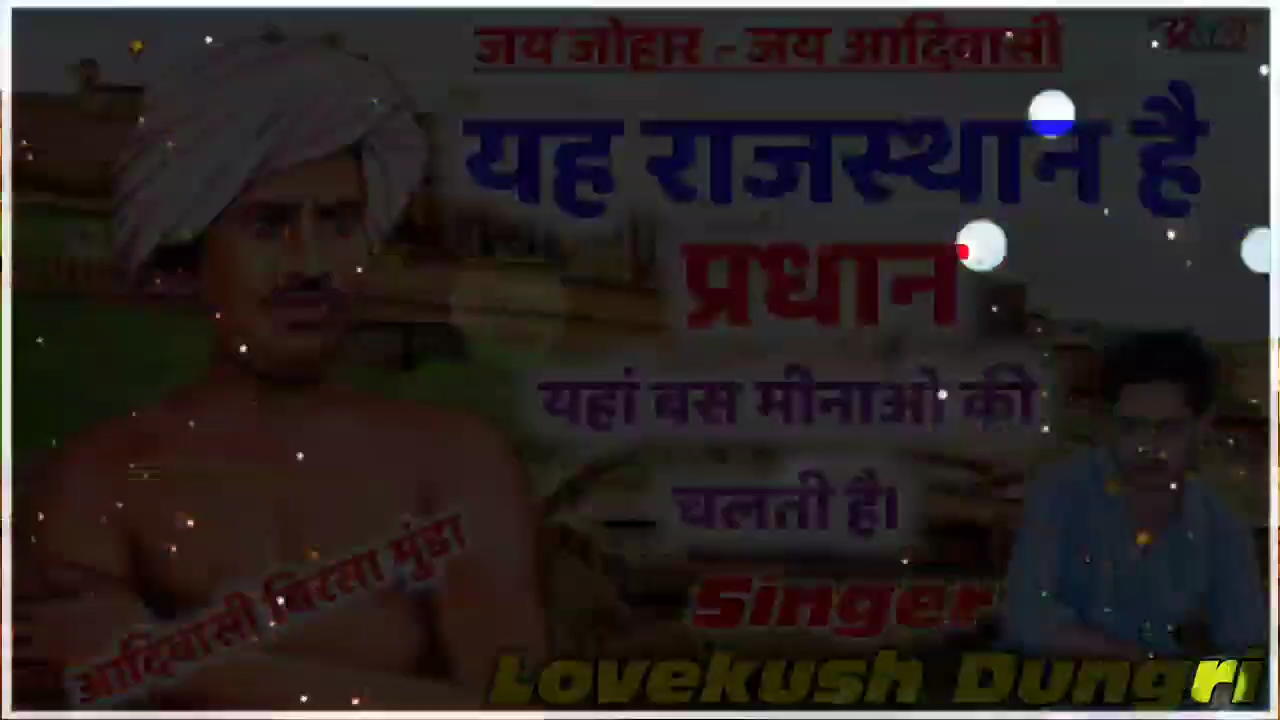 जय जोहार - जय आदिवासी
यह राजस्थान है
प्रधान
यहां बस मीनाओ की
चलती है।
आदिवासी बिरसा मुंडा
Singer
Lovekush Dungri